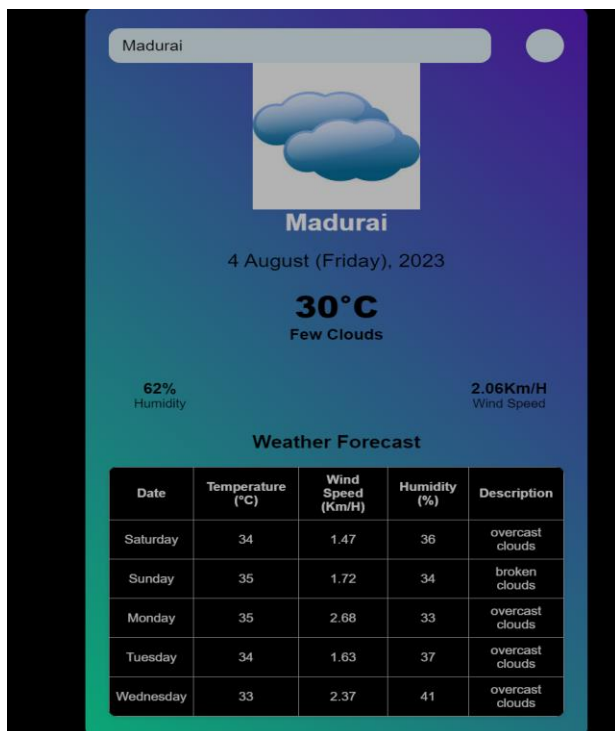 Madurai
Madurai
4 August (Friday), 2023
30°C
Few Clouds
62%
Humidity
2.06Km/H
Wind Speed
Weather Forecast
Date Temperature (°C) Wind Speed (Km/H) Humidity (%) Description
Saturday 34 1.47 36 overcast clouds
Sunday 35 1.72 34 broken clouds
Monday 35 2.68 33 overcast clouds
Tuesday 34 1.63 37 overcast clouds
Wednesday 33 2.37 41 overcast clouds